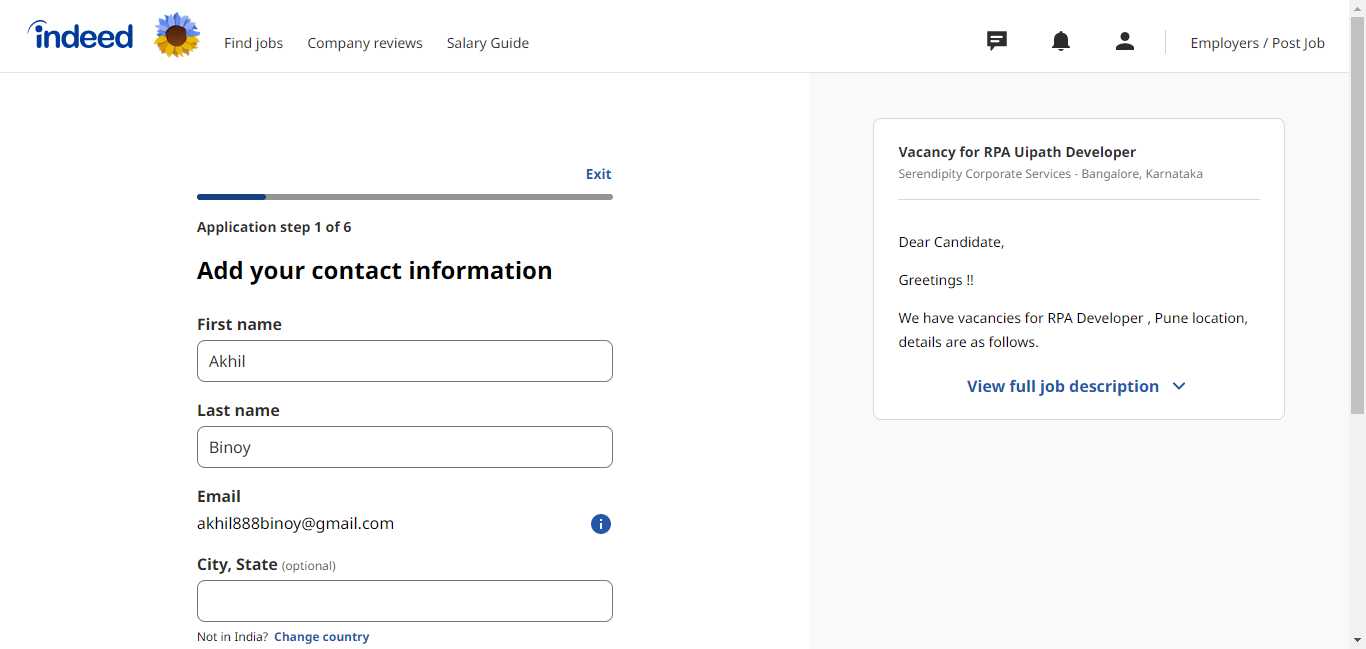 indeed
Find jobs
Company reviews
Salary Guide
Employers / Post Job
Exit
Application step 1 of 6
Add your contact information
First name
Akhil
Last name
Binoy
Email
akhil888binoy@gmail.com
City, State (optional)
Not in India? Change country
Vacancy for RPA Uipath Developer
Serendipity Corporate Services - Bangalore, Karnataka
Dear Candidate,
Greetings !!
We have vacancies for RPA Developer , Pune location,
details are as follows.
View full job description